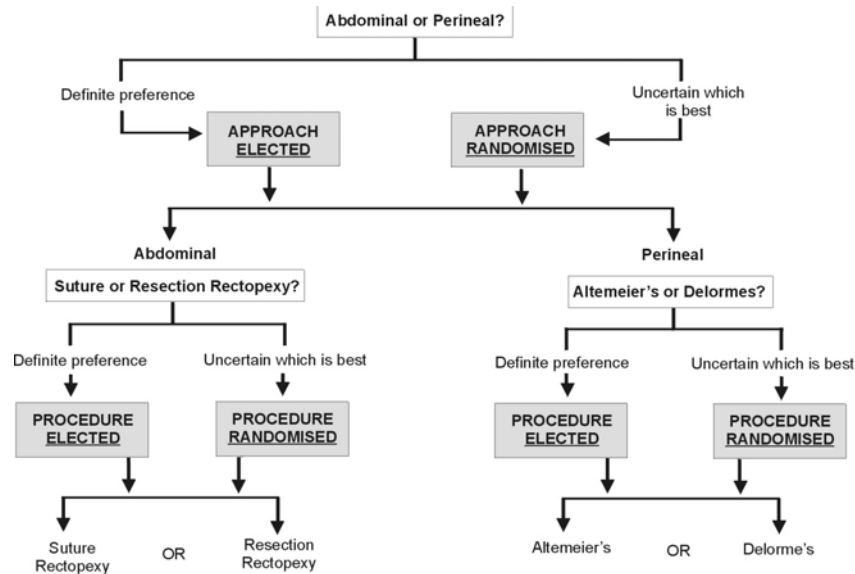 Abdominal or Perineal?
Definite preference
Uncertain which
is best
APPROACH
ELECTED
APPROACH
RANDOMISED
Abdominal
Perineal
Suture or Resection Rectopexy?
Altemeier's or Delormes?
Definite preference
Uncertain which is best
Definite preference
Uncertain which is best
PROCEDURE
ELECTED
PROCEDURE
RANDOMISED
PROCEDURE
ELECTED
PROCEDURE
RANDOMISED
Suture
Rectopexy
OR
Resection
Rectopexy
Altemeier's
OR
Delorme's